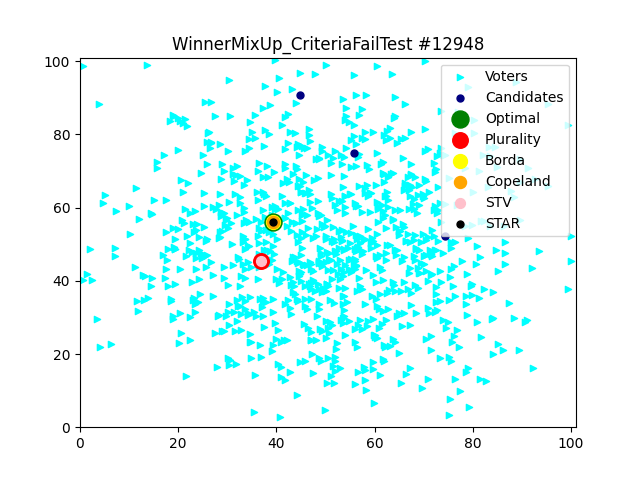 WinnerMixUp_CriteriaFailTest #12948
100
80
60
40
20
0
0
20
40
60
80
100
Voters
Candidates
Optimal
Plurality
Borda
Copeland
STV
STAR